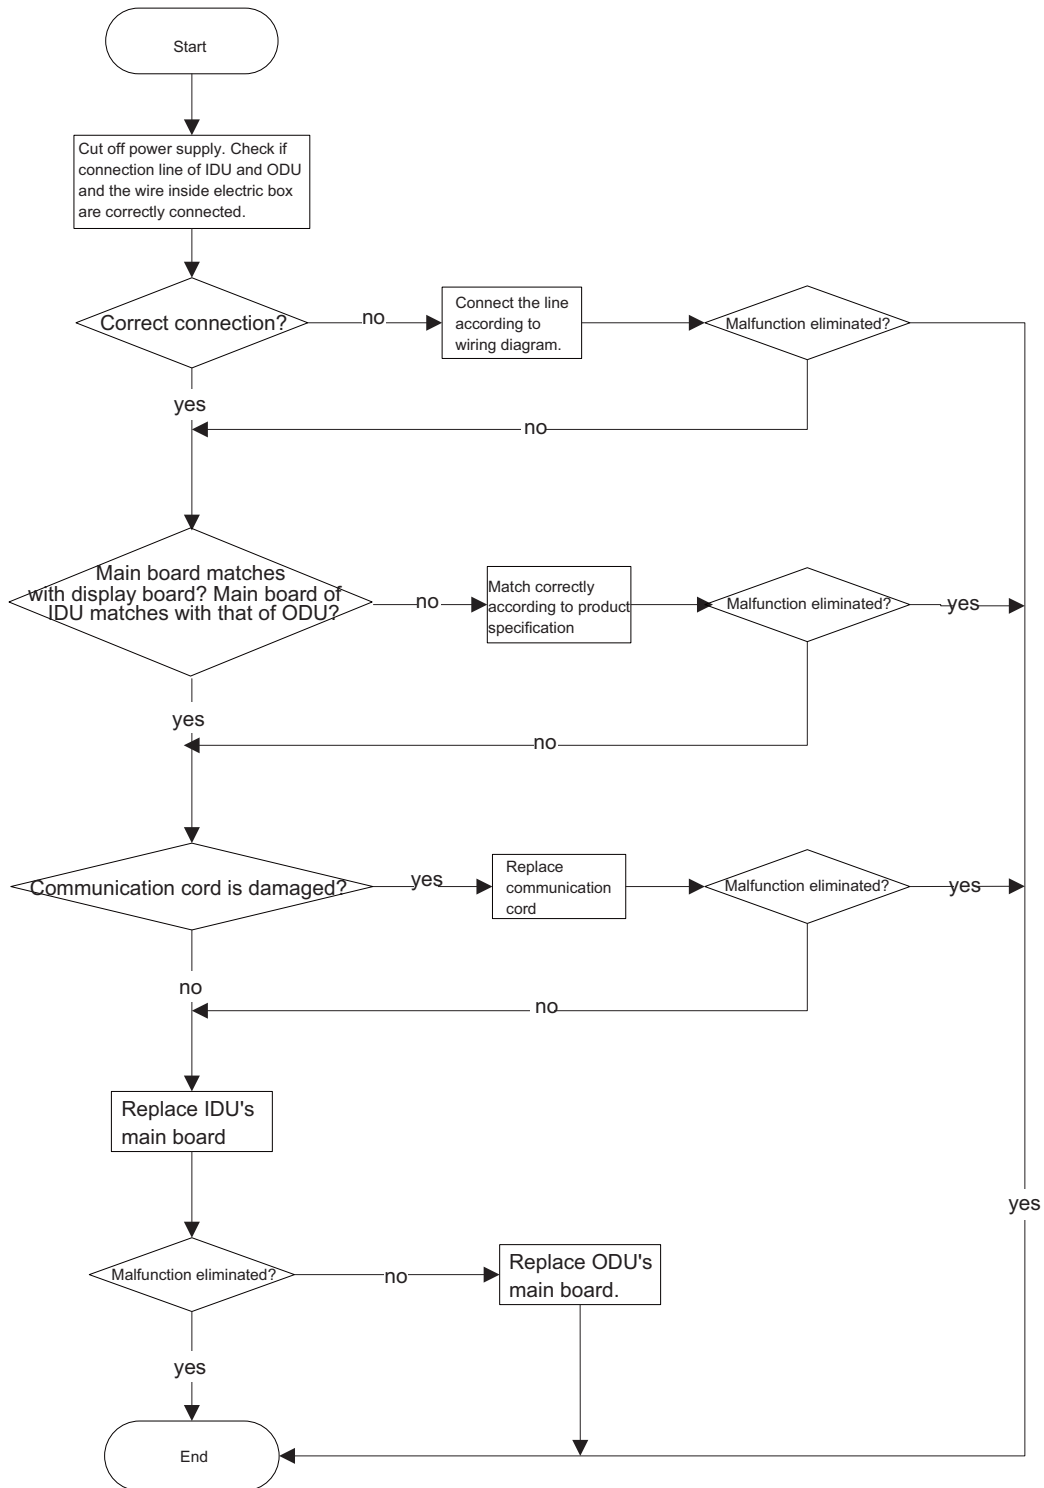 Start
Cut off power supply. Check if
connection line of IDU and ODU
and the wire inside electric box
are correctly connected.
Correct connection?
no
Connect the line
according to
wiring diagram.
Malfunction eliminated?
yes
no
Main board matches
with display board? Main board of
IDU matches with that of ODU?
no
Match correctly
according to product
specification
Malfunction eliminated?
yes
yes
no
Communication cord is damaged?
yes
Replace
communication
cord
Malfunction eliminated?
yes
no
no
Replace IDU's
main board
yes
Malfunction eliminated?
no
Replace ODU's
main board.
yes
End